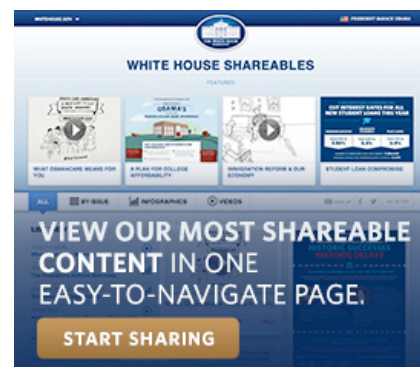 WHITEHOUSE.GOV
PRESIDENT BARACK OBAMA
WHITE HOUSE SHAREABLES
FEATURED
OBAMA'S
WHAT OBAMACARE MEANS FOR YOU
A PLAN FOR COLLEGE AFFORDABILITY
IMMIGRATION REFORM & OUR ECONOMY
CUT INTEREST RATES FOR ALL
NEW STUDENT LOANS THIS YEAR
STUDENT LOAN COMPROMISE
ALL
BY ISSUE
INFOGRAPHICS
VIDEOS
HISTORIC SUCCESSES
HISTORIC DELAYS
VIEW OUR MOST SHAREABLE
CONTENT IN ONE
EASY-TO-NAVIGATE PAGE.
START SHARING